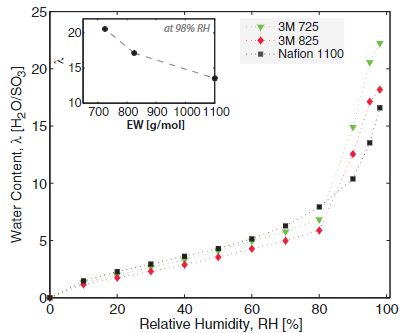 25
20
15
10
5
0
0
20
40
60
80
100
Relative Humidity, RH [%]
Water Content, λ [H2O/SO3]
3M 725
3M 825
Nafion 1100
at 98% RH
20
15
10
λ
700 800 900 1000 1100
EW [g/mol]